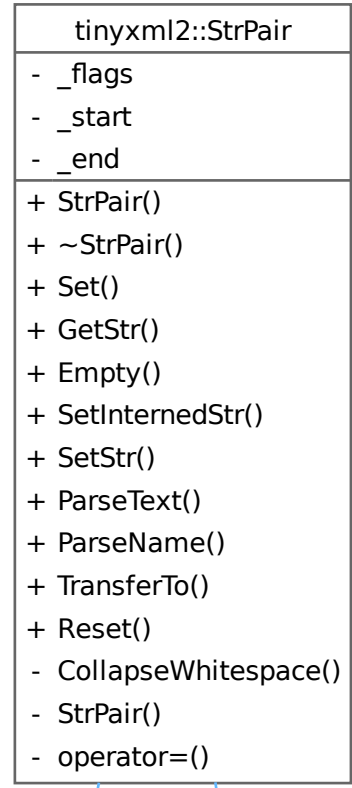 tinyxml2::StrPair
- _flags
- _start
- _end
+ StrPair()
+ ~StrPair()
+ Set()
+ GetStr()
+ Empty()
+ SetInternedStr()
+ SetStr()
+ ParseText()
+ ParseName()
+ TransferTo()
+ Reset()
- CollapseWhitespace()
- StrPair()
- operator=()